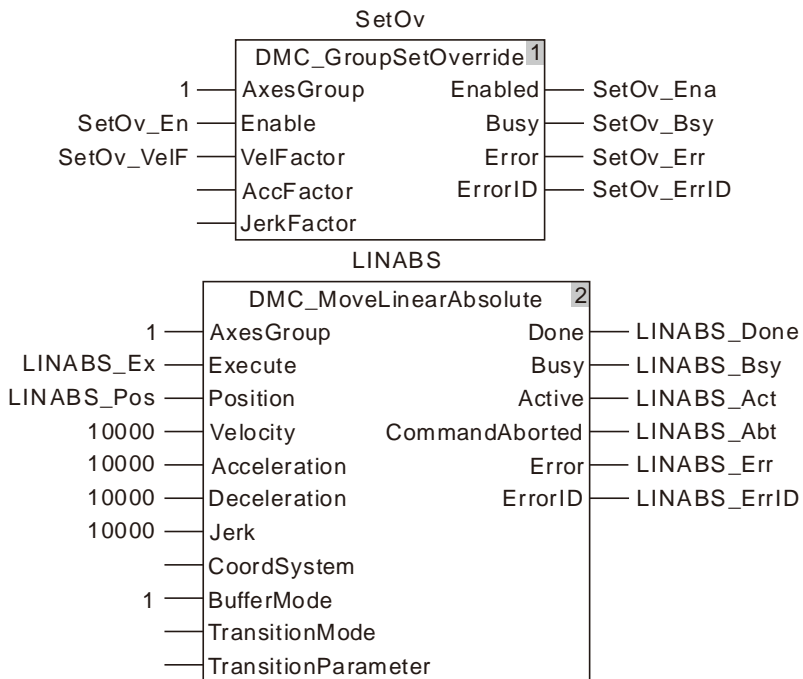 SetOv
DMC_GroupSetOverride 1
1 AxesGroup Enabled SetOv_Ena
SetOv_En Enable Busy SetOv_Bsy
SetOv_VelF VelFactor Error SetOv_Err
AccFactor ErrorID SetOv_ErrID
JerkFactor
LINABS
DMC_MoveLinearAbsolute 2
1 AxesGroup Done LINABS_Done
LINABS_Ex Execute Busy LINABS_Bsy
LINABS_Pos Position Active LINABS_Act
10000 Velocity CommandAborted LINABS_Abt
10000 Acceleration Error LINABS_Err
10000 Deceleration ErrorID LINABS_ErrID
10000 Jerk
CoordSystem
1 BufferMode
TransitionMode
TransitionParameter